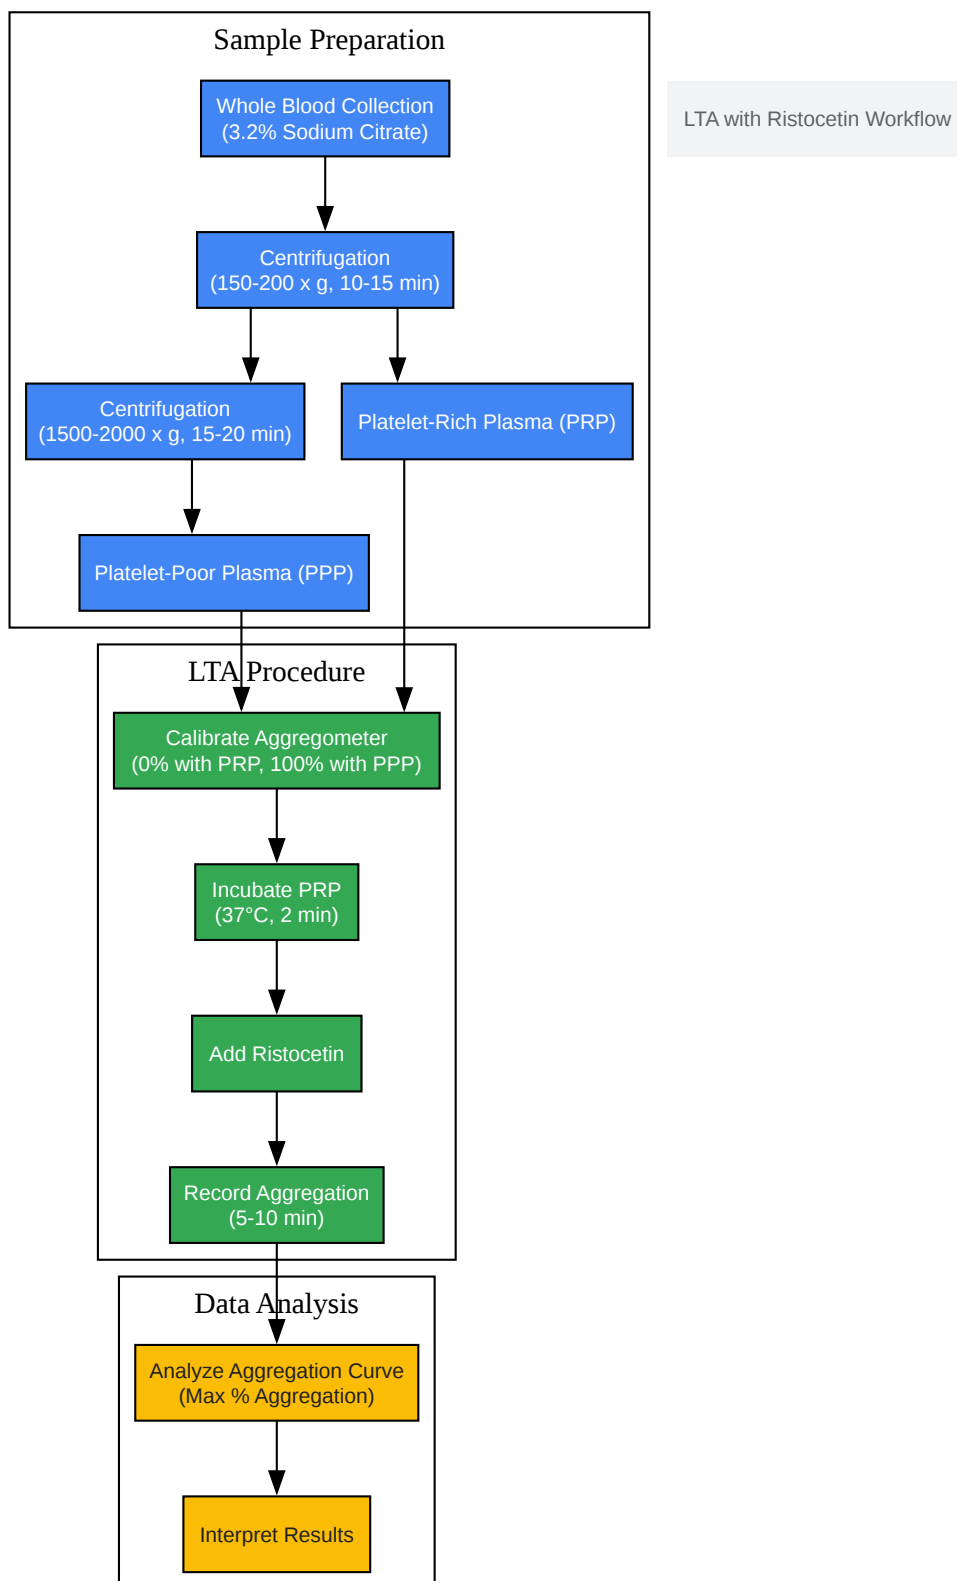 Sample Preparation
Whole Blood Collection
(3.2% Sodium Citrate)
LTA with Ristocetin Workflow
Centrifugation
(150-200 x g, 10-15 min)
Centrifugation
(1500-2000 x g, 15-20 min)
Platelet-Rich Plasma (PRP)
Platelet-Poor Plasma (PPP)
LTA Procedure
Calibrate Aggregometer
(0% with PRP, 100% with PPP)
Incubate PRP
(37°C, 2 min)
Add Ristocetin
Record Aggregation
(5-10 min)
Data Analysis
Analyze Aggregation Curve
(Max % Aggregation)
Interpret Results